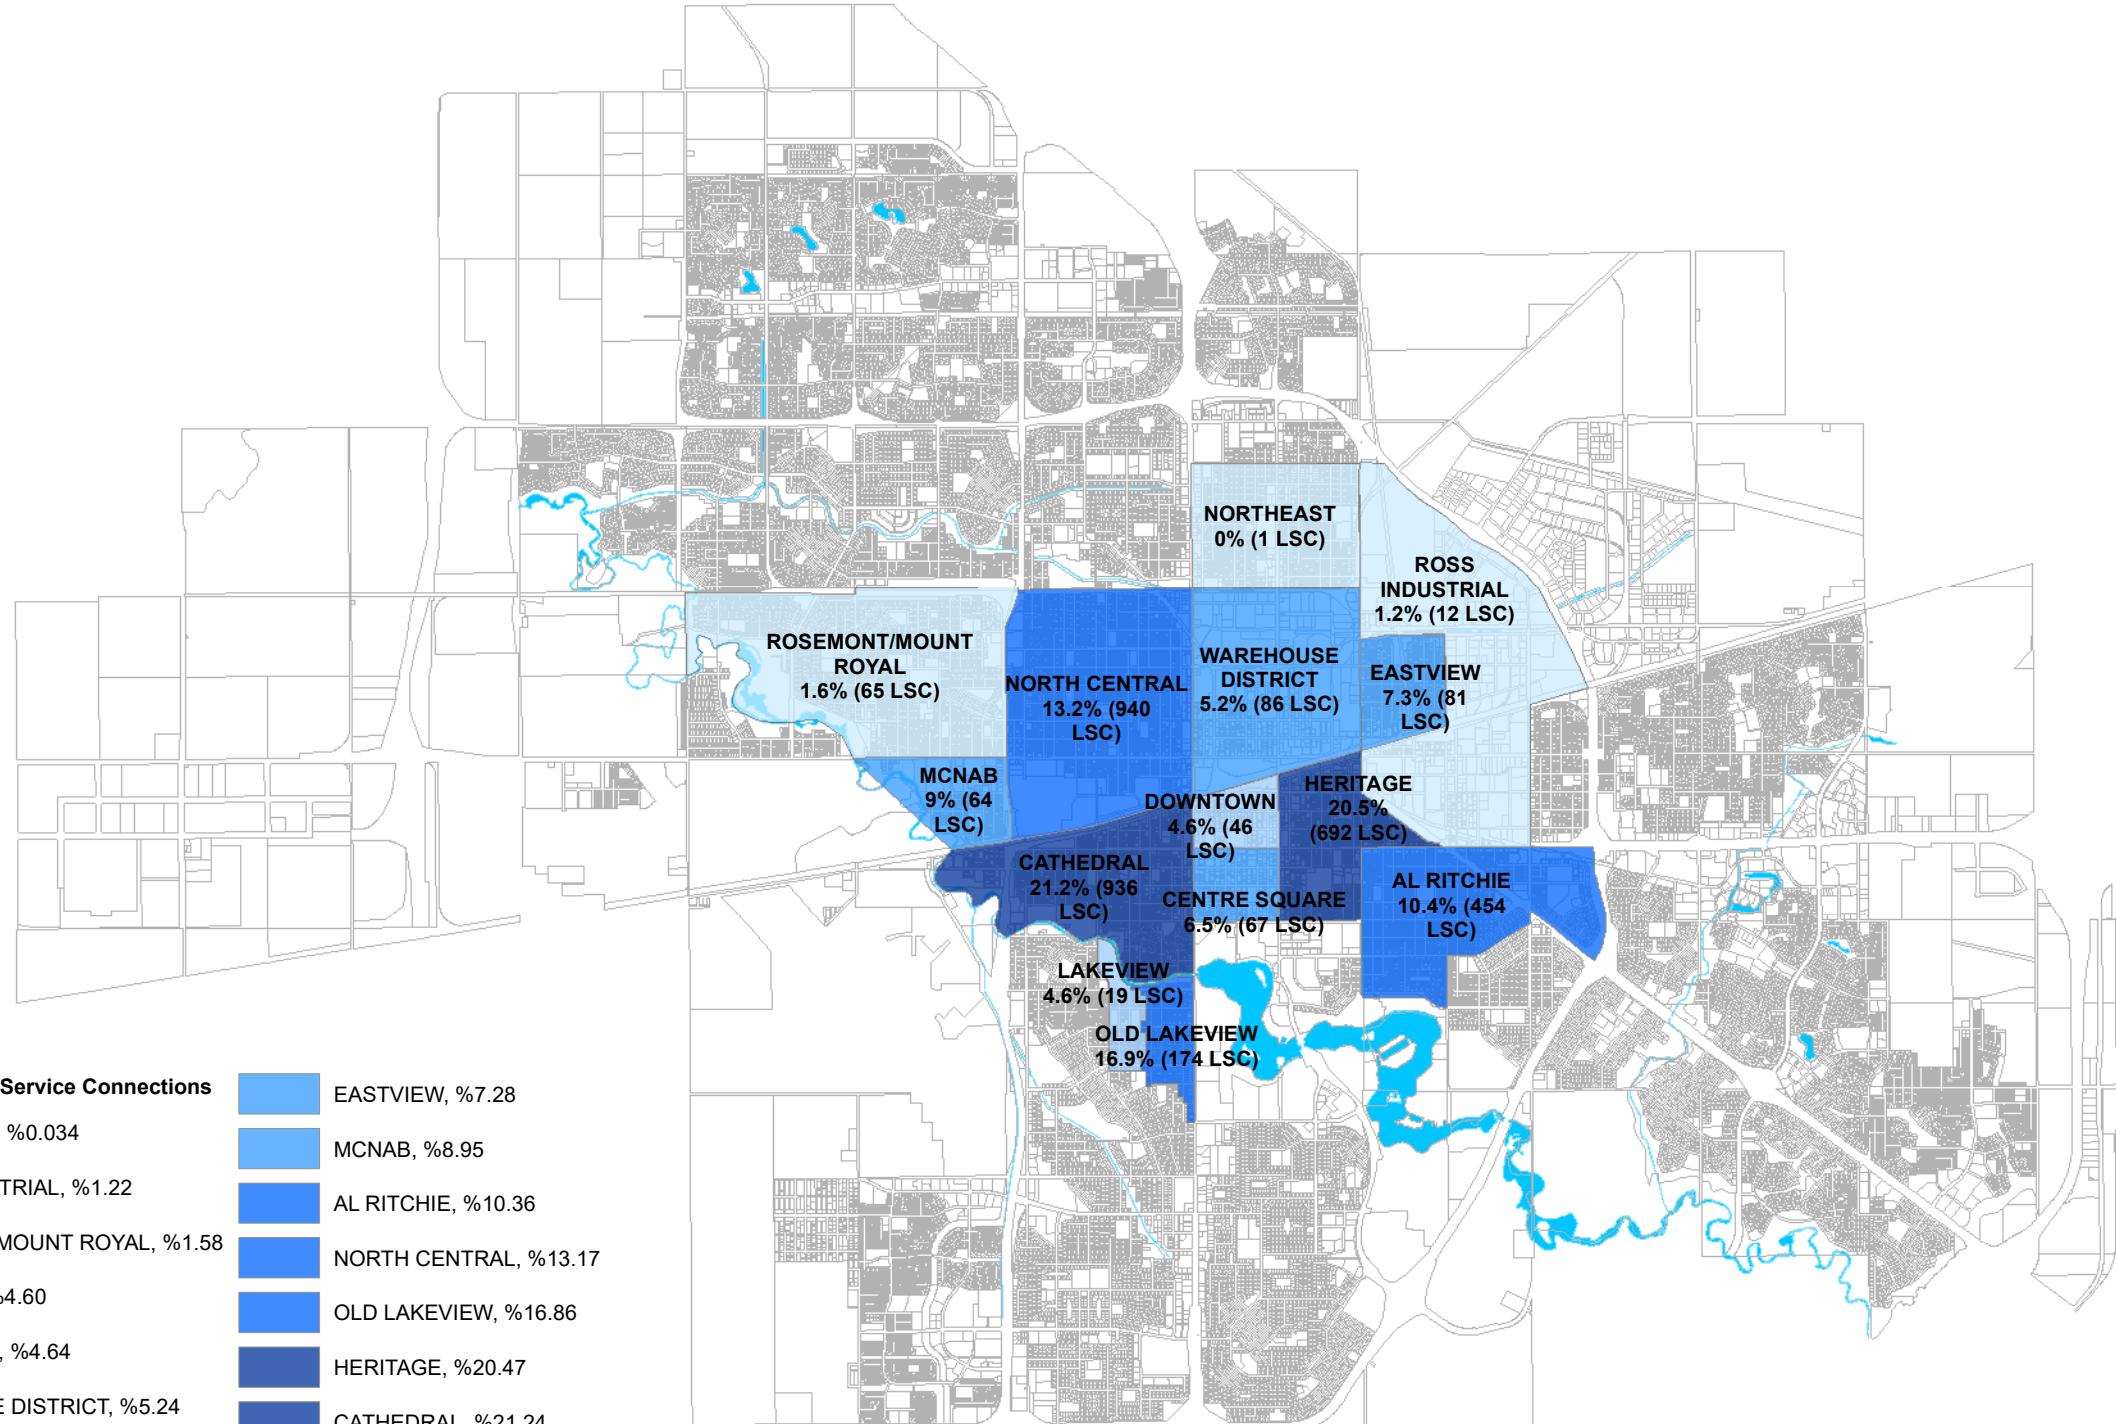 NORTHEAST
0% (1 LSC)
ROSS
INDUSTRIAL
1.2% (12 LSC)
ROSEMONT/MOUNT
ROYAL
1.6% (65 LSC)
NORTH CENTRAL
13.2% (940
LSC)
WAREHOUSE
DISTRICT
5.2% (86 LSC)
EASTVIEW
7.3% (81
LSC)
MCNAB
9% (64
LSC)
DOWNTOWN
4.6% (46
LSC)
HERITAGE
20.5%
(692 LSC)
CATHEDRAL
21.2% (936
LSC)
CENTRE SQUARE
6.5% (67 LSC)
AL RITCHIE
10.4% (454
LSC)
LAKEVIEW
4.6% (19 LSC)
OLD LAKEVIEW
16.9% (174 LSC)
Service Connections
, %0.034
TRIAL, %1.22
MOUNT ROYAL, %1.58
%4.60
, %4.64
E DISTRICT, %5.24
EASTVIEW, %7.28
MCNAB, %8.95
AL RITCHIE, %10.36
NORTH CENTRAL, %13.17
OLD LAKEVIEW, %16.86
HERITAGE, %20.47
CATHEDRAL, %21.24